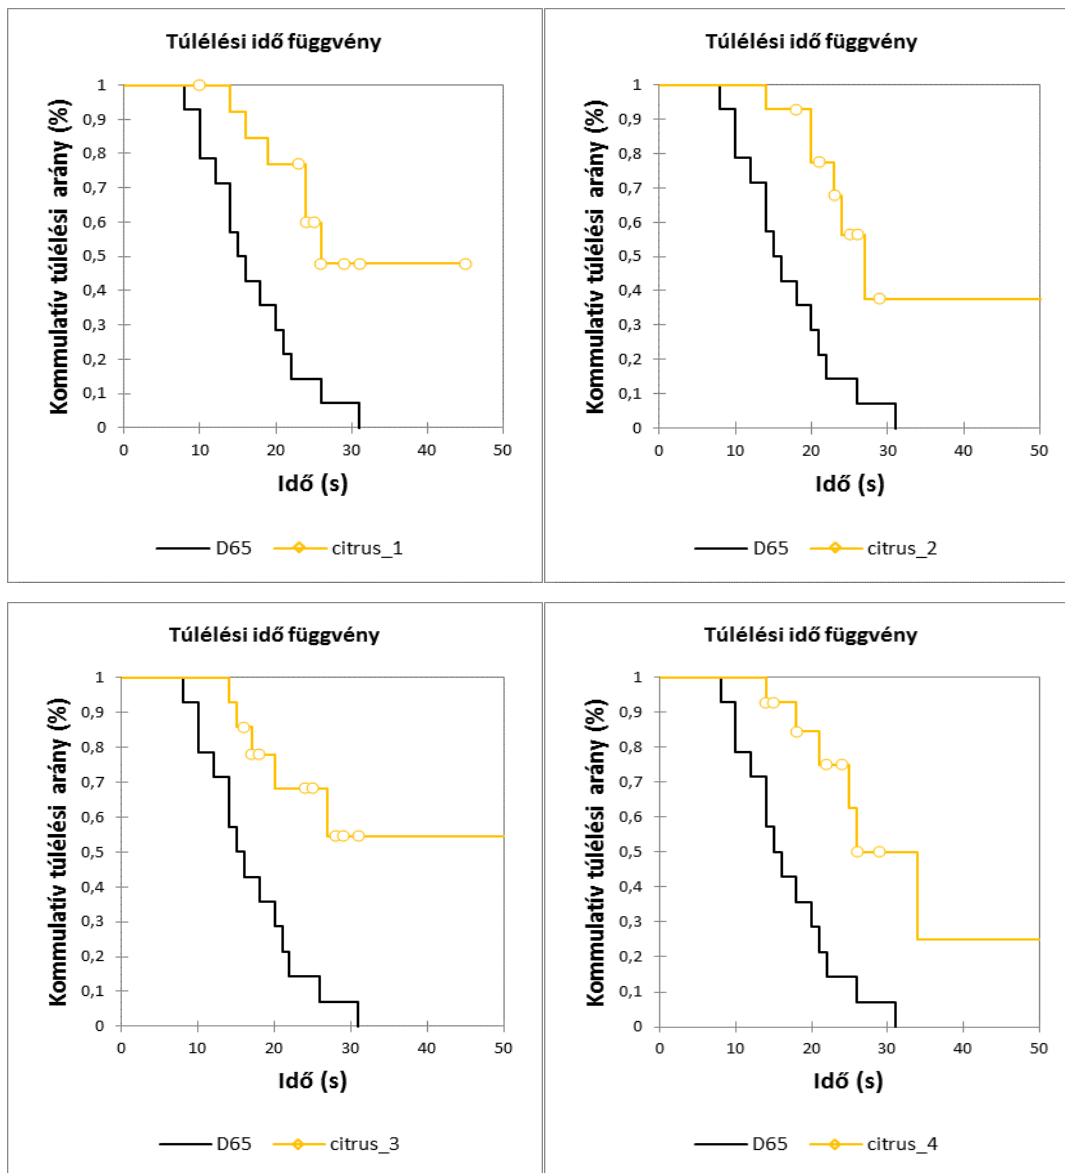 Túlélési idő függvény
Kommulatív túlélési arány (%)
1
0,9
0,8
0,7
0,6
0,5
0,4
0,3
0,2
0,1
0
0 10 20 30 40 50
Idő (s)
D65 citrus_1
Túlélési idő függvény
Kommulatív túlélési arány (%)
1
0,9
0,8
0,7
0,6
0,5
0,4
0,3
0,2
0,1
0
0 10 20 30 40 50
Idő (s)
D65 citrus_2
Túlélési idő függvény
Kommulatív túlélési arány (%)
1
0,9
0,8
0,7
0,6
0,5
0,4
0,3
0,2
0,1
0
0 10 20 30 40 50
Idő (s)
D65 citrus_3
Túlélési idő függvény
Kommulatív túlélési arány (%)
1
0,9
0,8
0,7
0,6
0,5
0,4
0,3
0,2
0,1
0
0 10 20 30 40 50
Idő (s)
D65 citrus_4